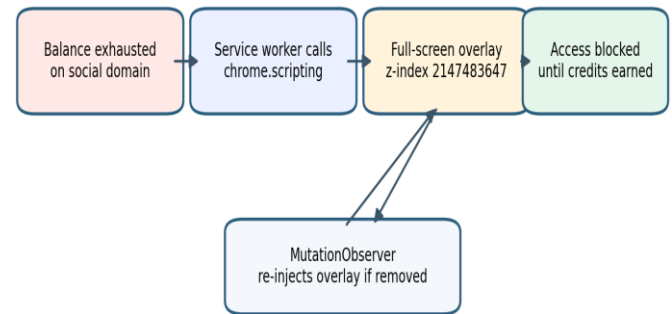 Balance exhausted
on social domain
Service worker calls
chrome.scripting
Full-screen overlay
z-index 2147483647
Access blocked
until credits earned
MutationObserver
re-injects overlay if removed